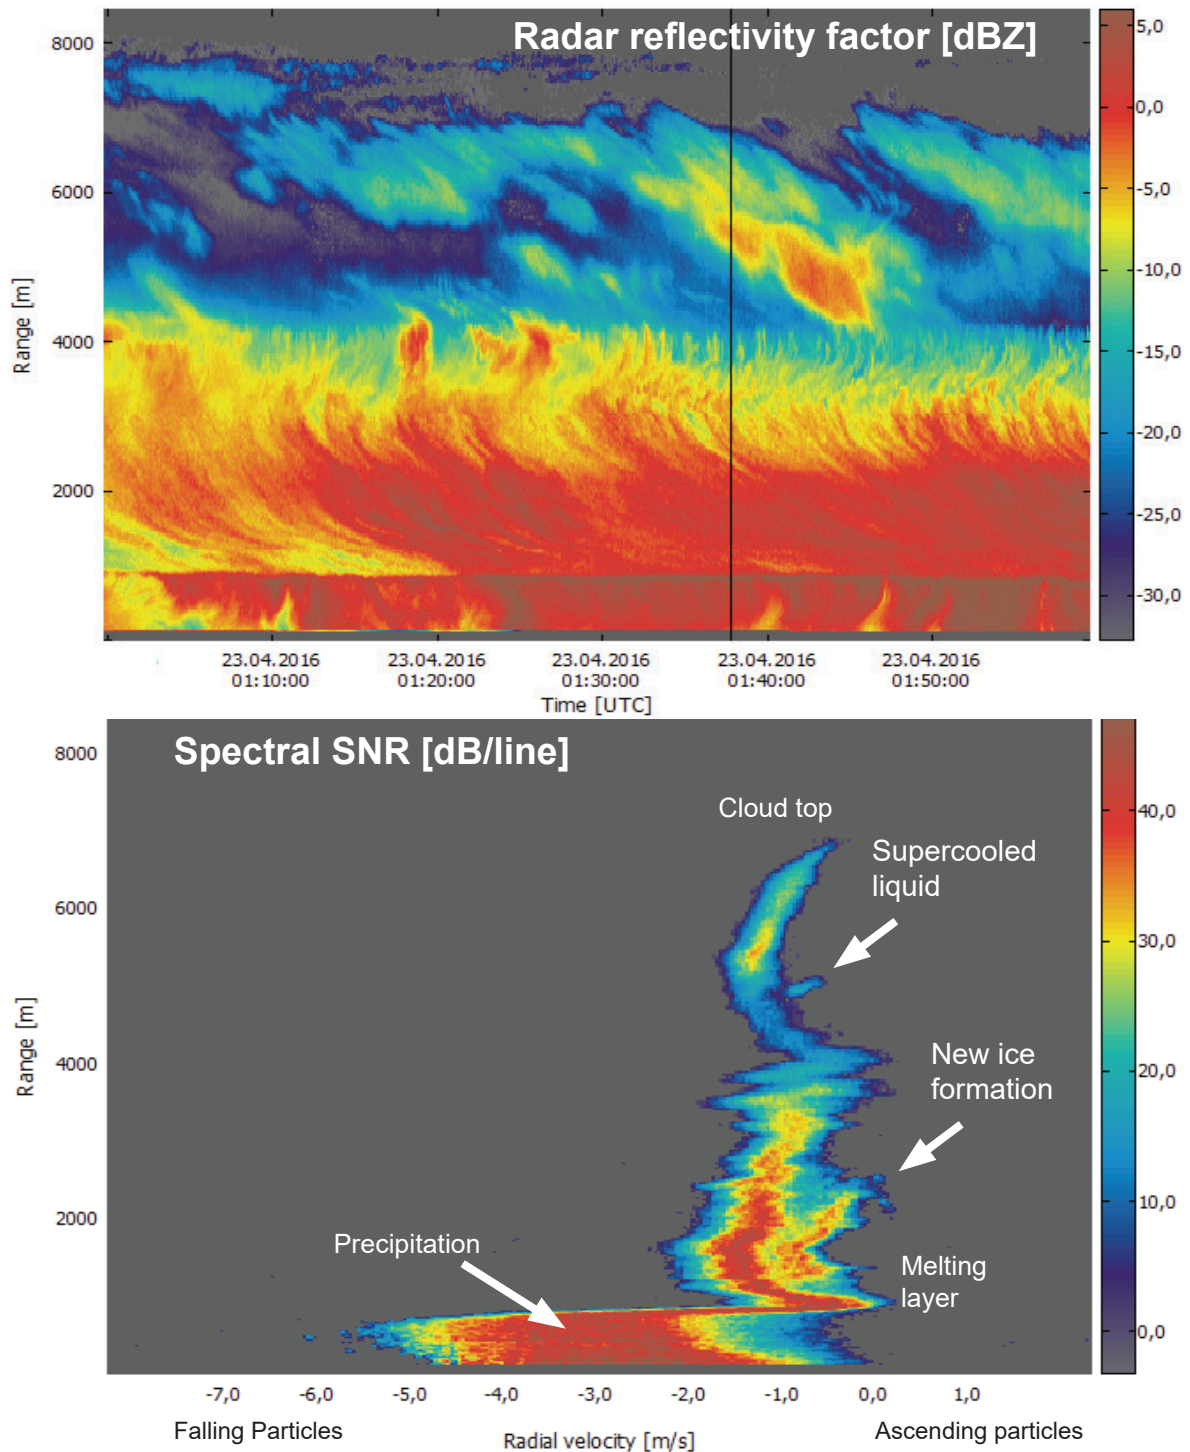 Radar reflectivity factor [dBZ]
8000
6000
4000
2000
Range [m]
5,0
0,0
-5,0
-10,0
-15,0
-20,0
-25,0
-30,0
23.04.2016 23.04.2016 23.04.2016 23.04.2016 23.04.2016
01:10:00 01:20:00 01:30:00 01:40:00 01:50:00
Time [UTC]
Spectral SNR [dB/line]
8000
6000
4000
2000
Range [m]
Cloud top
Supercooled
liquid
New ice
formation
Precipitation
Melting
layer
40,0
30,0
20,0
10,0
0,0
-7,0 -6,0 -5,0 -4,0 -3,0 -2,0 -1,0 0,0 1,0
Falling Particles
Radial velocity [m/s]
Ascending particles